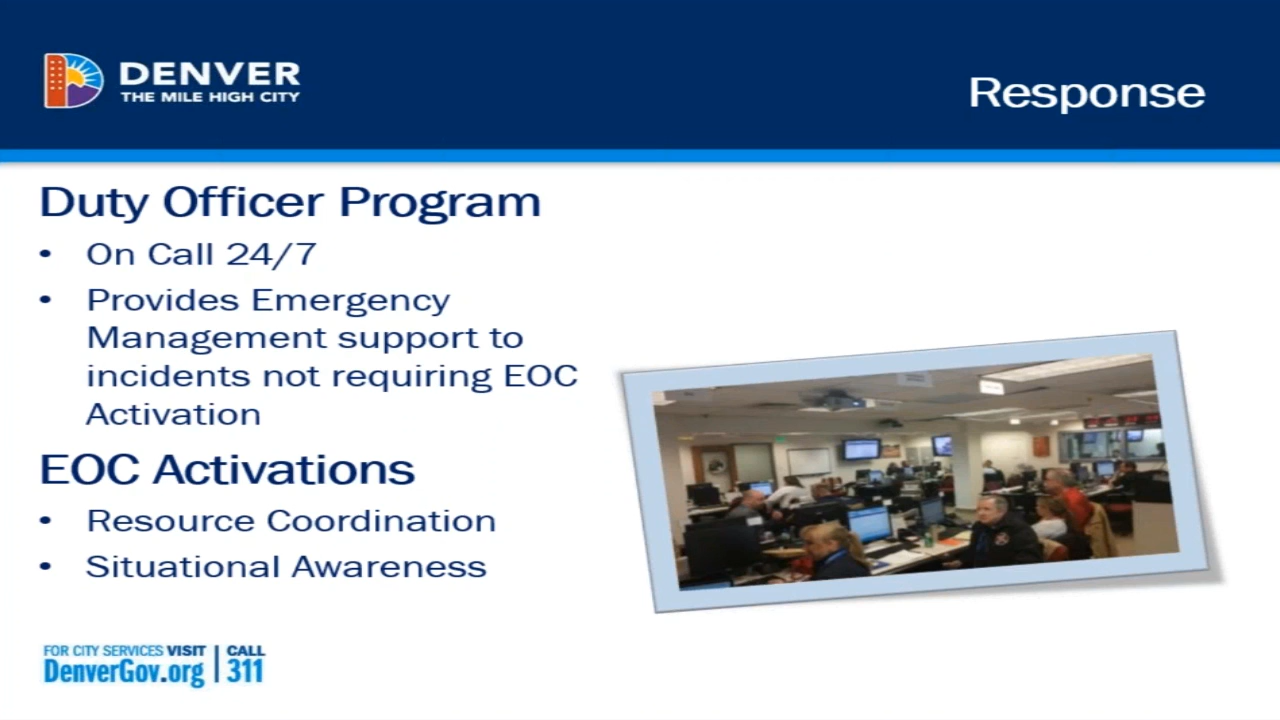 DENVER
THE MILE HIGH CITY
Response
Duty Officer Program
• On Call 24/7
• Provides Emergency
Management support to
incidents not requiring EOC
Activation
EOC Activations
• Resource Coordination
• Situational Awareness
FOR CITY SERVICES VISIT | CALL
DenverGov.org | 311